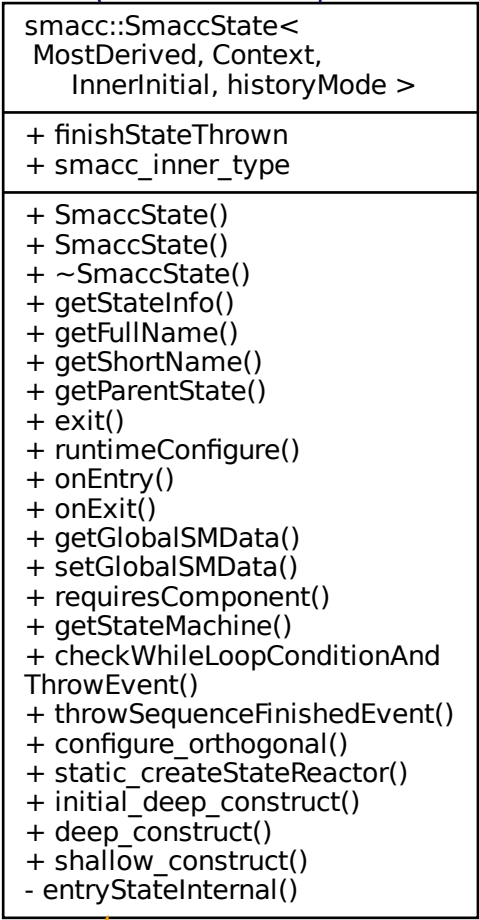 smacc::SmaccState<
MostDerived, Context,
InnerInitial, historyMode >
+ finishStateThrown
+ smacc_inner_type
+ SmaccState()
+ SmaccState()
+ ~SmaccState()
+ getStateInfo()
+ getFullName()
+ getShortName()
+ getParentState()
+ exit()
+ runtimeConfigure()
+ onEntry()
+ onExit()
+ getGlobalSMData()
+ setGlobalSMData()
+ requiresComponent()
+ getStateMachine()
+ checkWhileLoopConditionAnd
ThrowEvent()
+ throwSequenceFinishedEvent()
+ configure_orthogonal()
+ static_createStateReactor()
+ initial_deep_construct()
+ deep_construct()
+ shallow_construct()
- entryStateInternal()